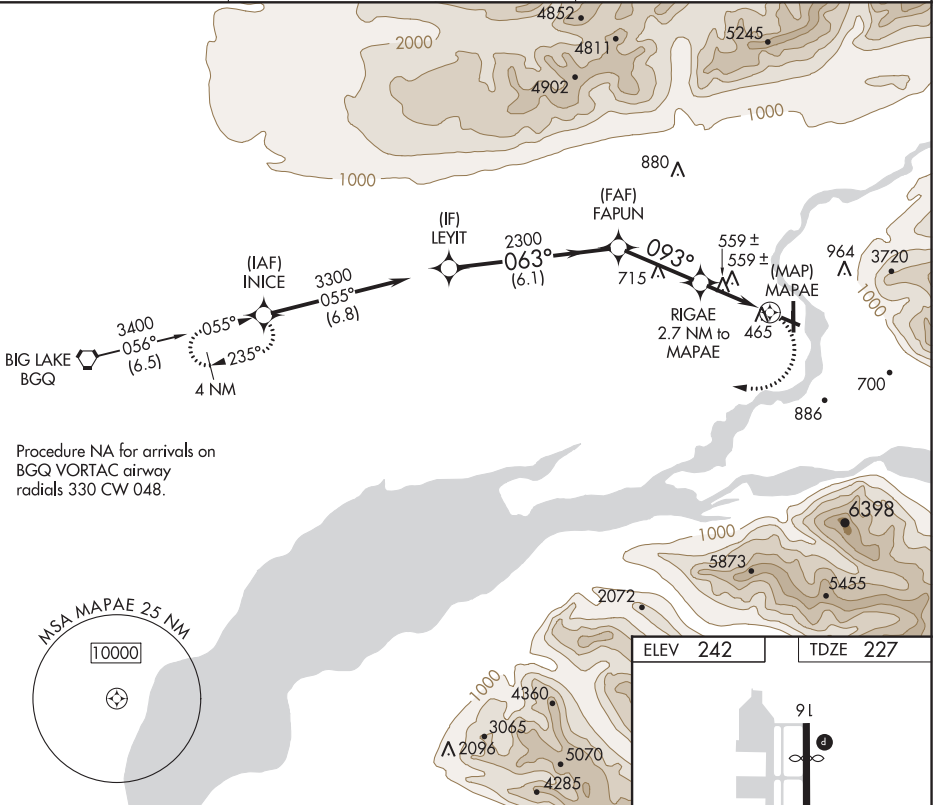 4852
4811
5245
2000
4902
1000
1000
880
(FAF)
FAPUN
(IF)
LEYIT
2300
063°
(6.1)
093°
559 ±
559 ±
715
964
3720
(MAP)
MAPAE
(IAF)
INICE
3300
055°
(6.8)
1000
RIGAE
2.7 NM to
MAPAE
465
3400
056°
(6.5)
055°
235°
4 NM
BIG LAKE
BGQ
700
886
Procedure NA for arrivals on
BGQ VORTAC airway
radials 330 CW 048.
6398
1000
5873
5455
2072
MSA MAPAE 25 NM
10000
ELEV 242
TDZE 227
1000
4360
3065
2096
5070
4285
16
P